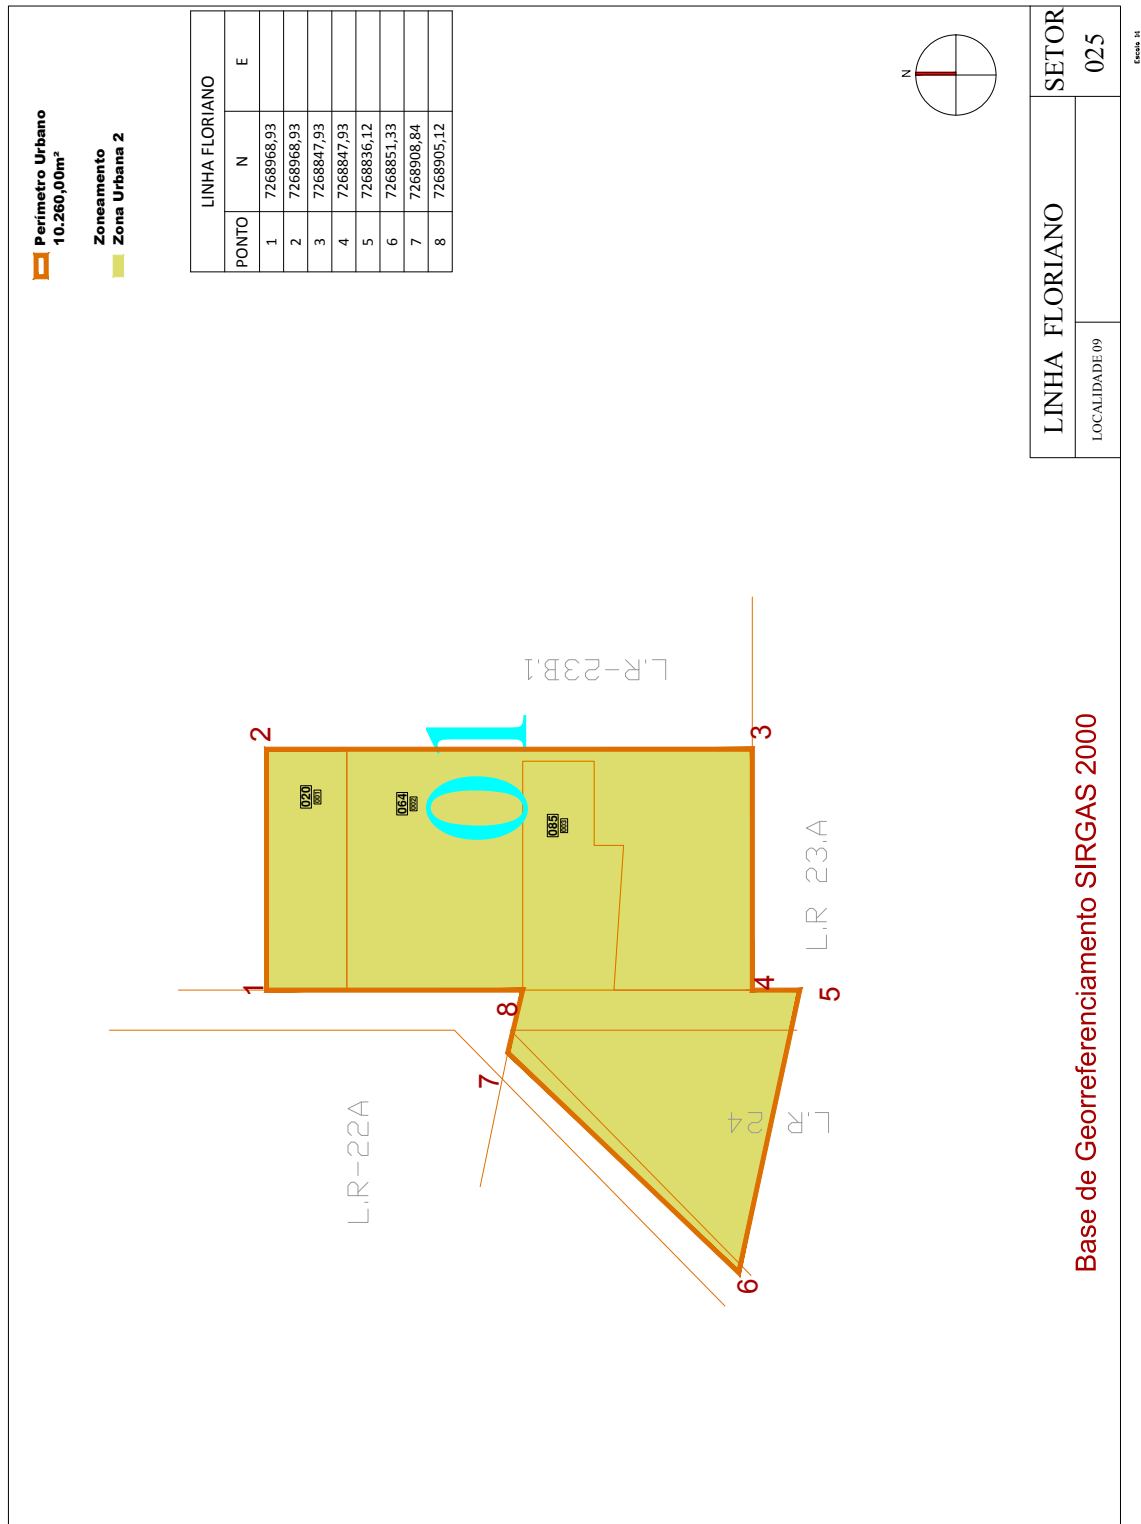 Perímetro Urbano
10.260,00m²
Zoneamento
Zona Urbana 2
LINHA FLORIANO
PONTO N E
1 7268968,93
2 7268968,93
3 7268847,93
4 7268847,93
5 7268836,12
6 7268851,33
7 7268908,84
8 7268905,12
N
1
2
3
4
5
6
7
8
020
001
064
002
085
003
01
L.R-23B.1
L.R 23.A
L.R-22A
L.R 24
Base de Georreferenciamento SIRGAS 2000
LINHA FLORIANO
SETOR
025
LOCALIDADE 09